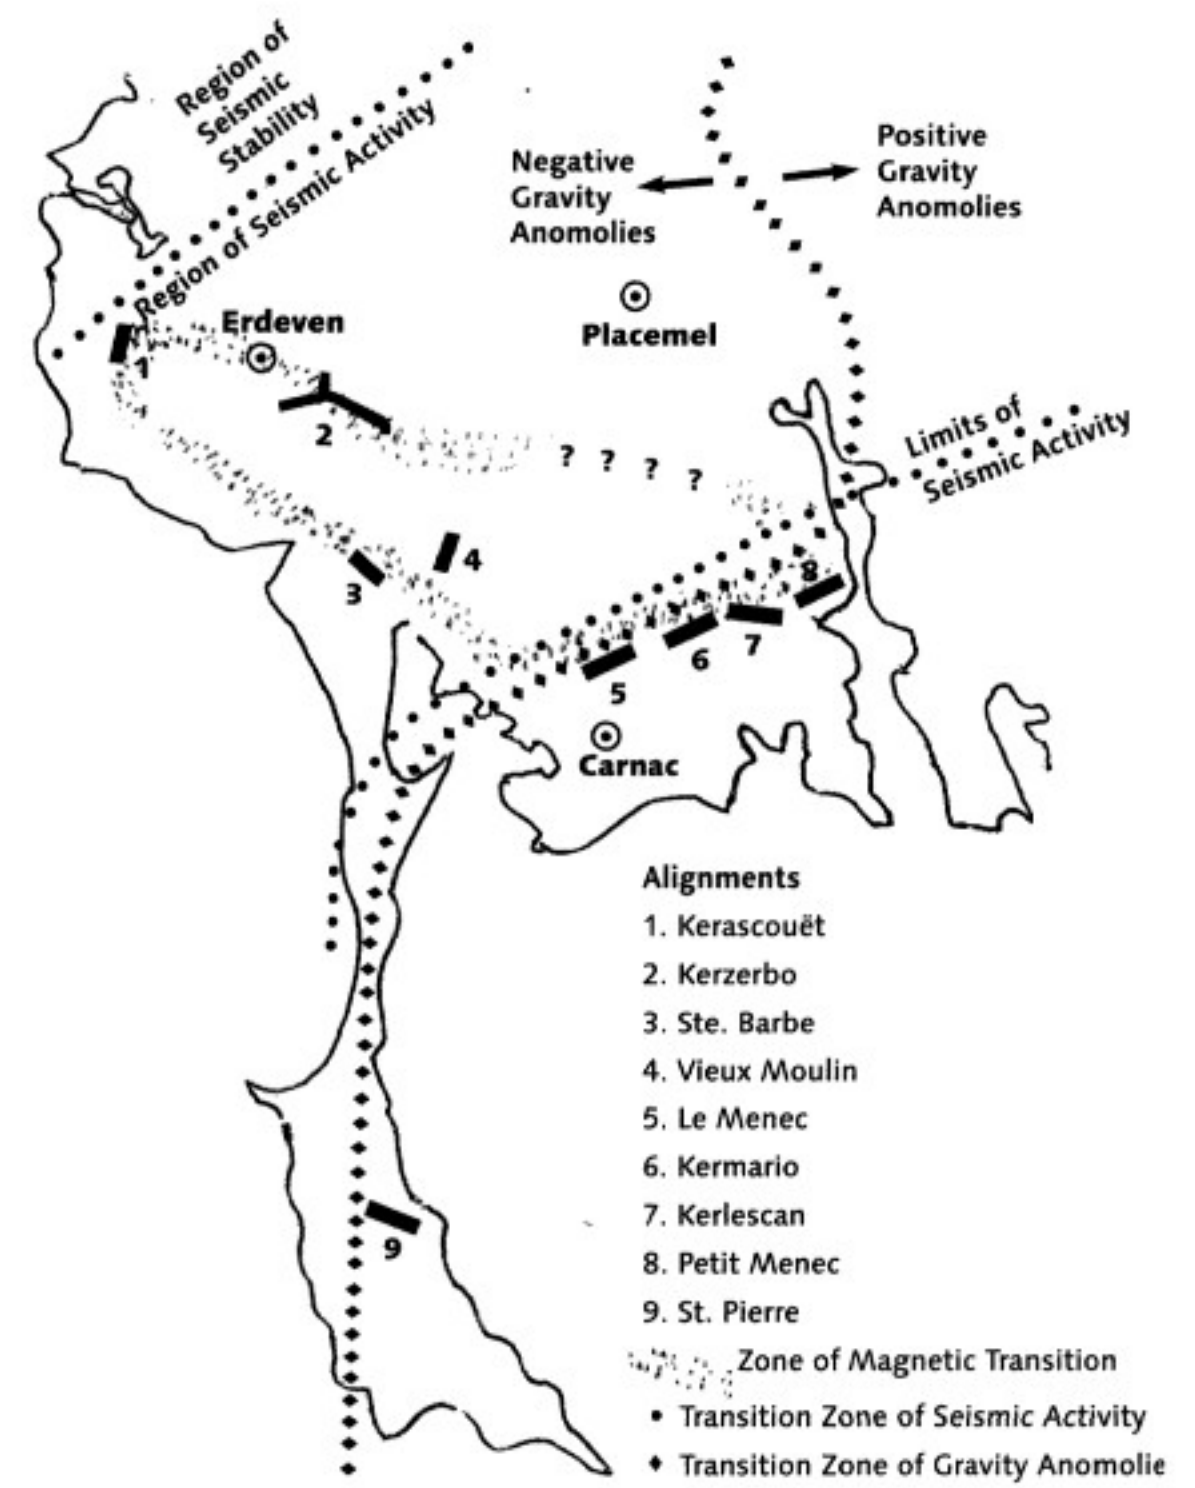 Region of
Seismic
Stability
Region of Seismic Activity
Negative
Gravity
Anomolies
Positive
Gravity
Anomolies
Placemel
Erdeven
1
2
? ? ? ?
Limits of
Seismic Activity
3
4
8
7
6
5
Carnac
9
Alignments
1. Kerascouët
2. Kerzerbo
3. Ste. Barbe
4. Vieux Moulin
5. Le Menec
6. Kermario
7. Kerlescan
8. Petit Menec
9. St. Pierre
Zone of Magnetic Transition
Transition Zone of Seismic Activity
Transition Zone of Gravity Anomolie